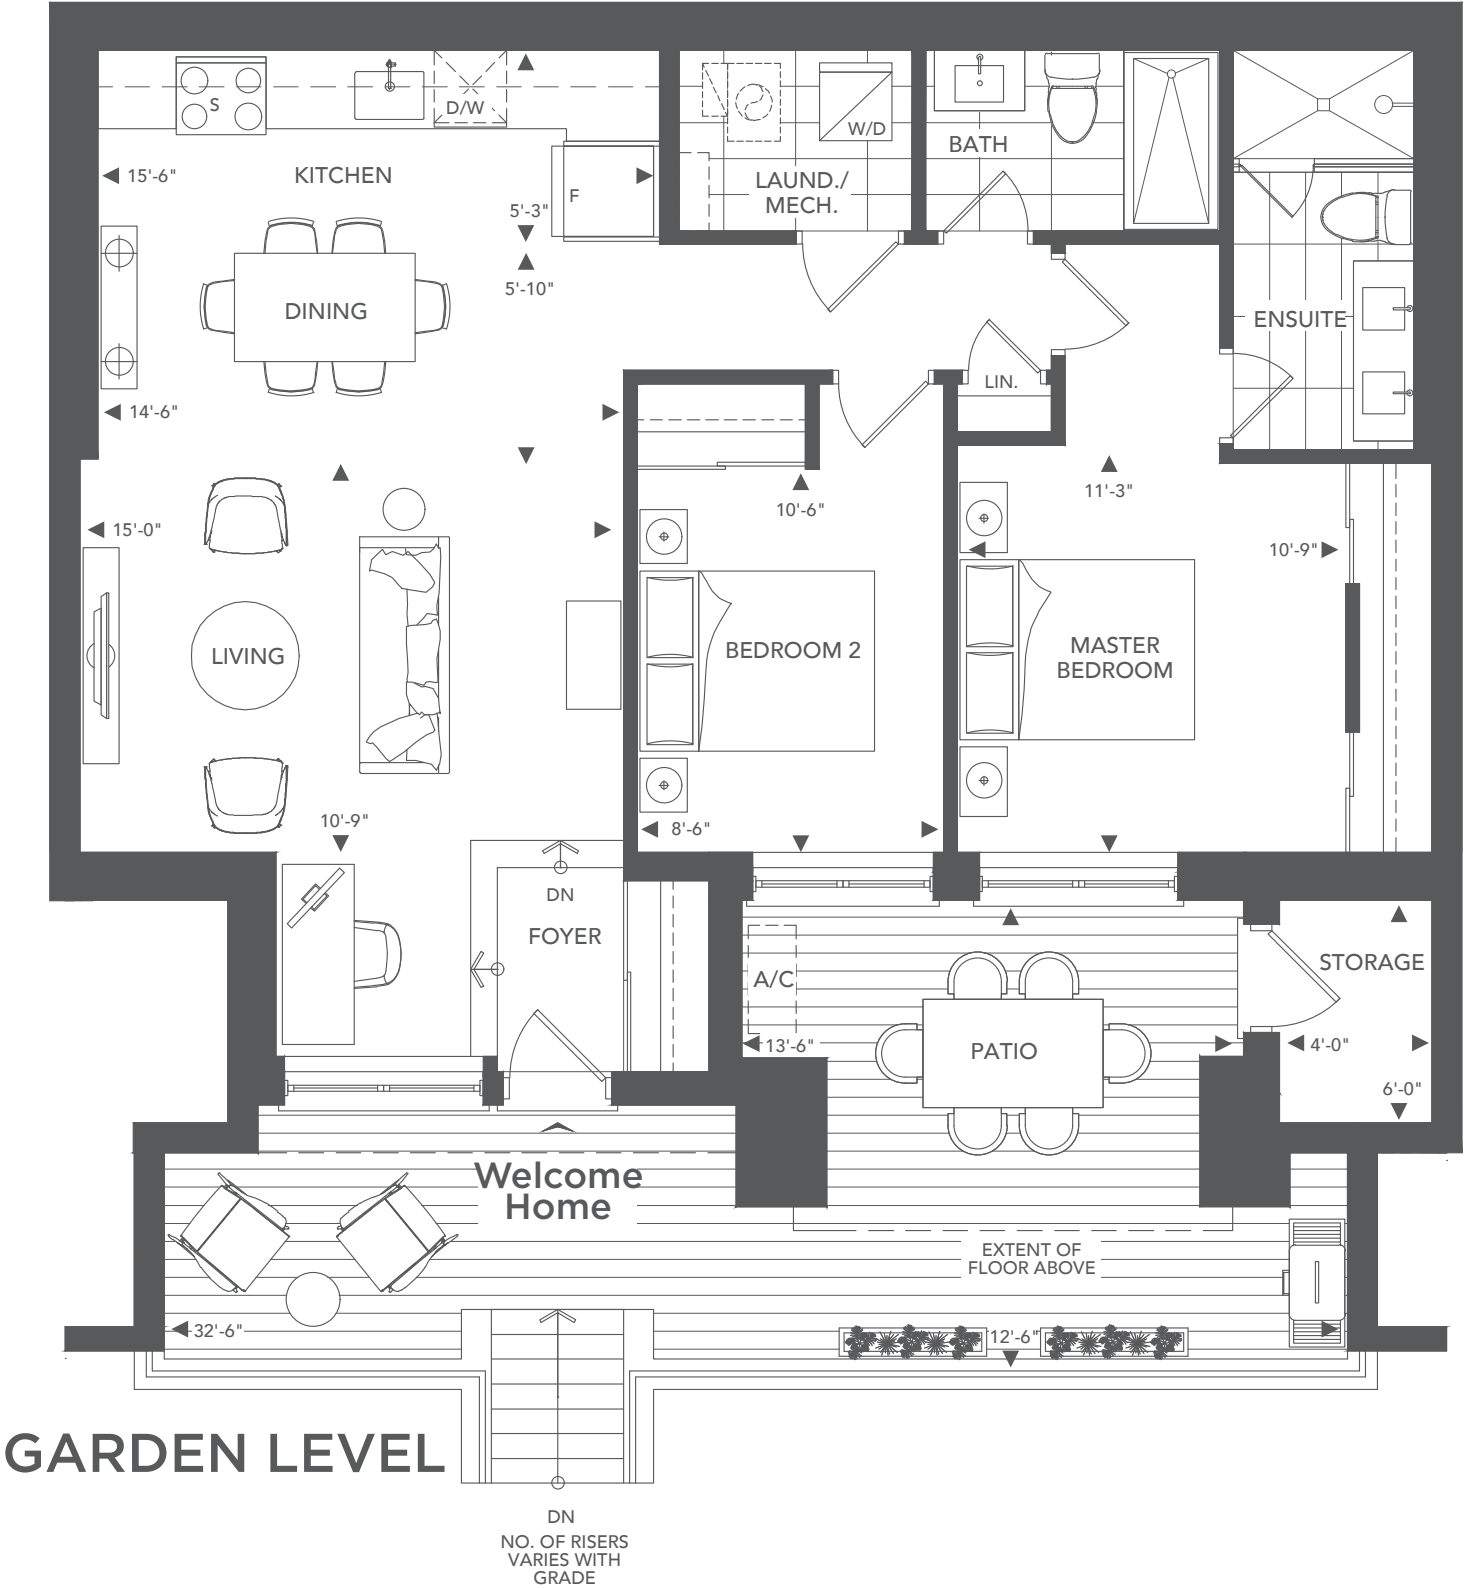 S
D/W
W/D
BATH
15'-6"
KITCHEN
F
LAUND./
MECH.
5'-3"
5'-10"
DINING
ENSUITE
LIN.
14'-6"
10'-6"
11'-3"
15'-0"
10'-9"
LIVING
BEDROOM 2
MASTER
BEDROOM
10'-9"
8'-6"
DN
FOYER
A/C
STORAGE
13'-6"
PATIO
4'-0"
6'-0"
Welcome
Home
EXTENT OF
FLOOR ABOVE
32'-6"
12'-6"
GARDEN LEVEL
DN
NO. OF RISERS
VARIES WITH
GRADE